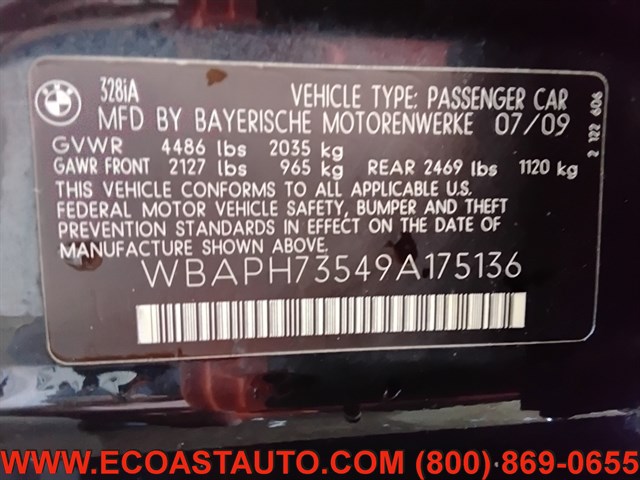 BMW
328iA VEHICLE TYPE: PASSENGER CAR
MFD BY BAYERISCHE MOTORENWERKE 07/09
GVWR 4486 lbs 2035 kg
GAWR FRONT 2127 lbs 965 kg REAR 2469 lbs 1120 kg
THIS VEHICLE CONFORMS TO ALL APPLICABLE U.S.
FEDERAL MOTOR VEHICLE SAFETY, BUMPER AND THEFT
PREVENTION STANDARDS IN EFFECT ON THE DATE OF
MANUFACTURE SHOWN ABOVE.
WBAPH73549A175136
2 122 606
WWW.ECOASTAUTO.COM (800) 869-0655